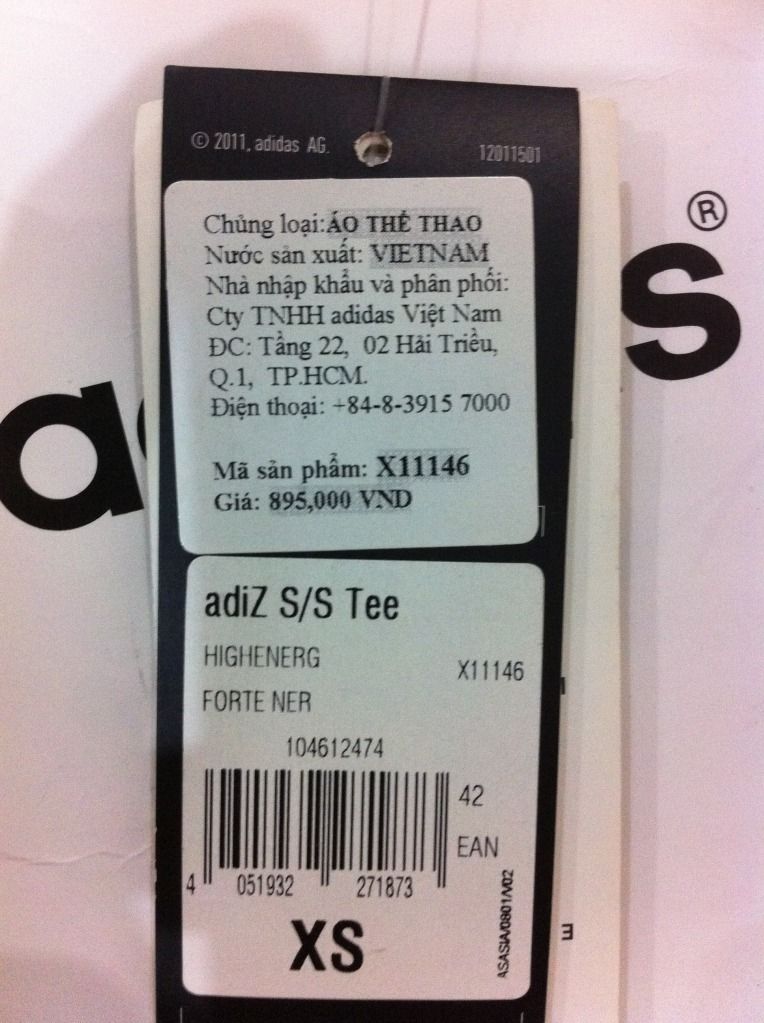 © 2011, adidas AG.
12011501
Chủng loại: ÁO THỂ THAO
Nước sản xuất: VIETNAM
Nhà nhập khẩu và phân phối:
Cty TNHH adidas Việt Nam
ĐC: Tầng 22, 02 Hải Triều,
Q.1, TP.HCM.
Điện thoại: +84-8-3915 7000
Mã sản phẩm: X11146
Giá: 895,000 VND
adiZ S/S Tee
HIGHENERG
X11146
FORTE NER
104612474
42
EAN
4 051932 271873
XS
ASASIA/0801/V02
a
s®